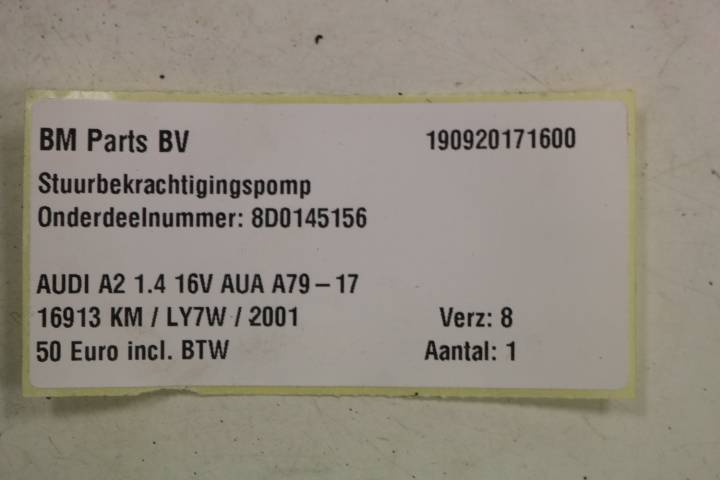 BM Parts BV 190920171600
Stuurbekrachtigingspomp
Onderdeelnummer: 8D0145156
AUDI A2 1.4 16V AUA A79 – 17
16913 KM / LY7W / 2001 Verz: 8
50 Euro incl. BTW Aantal: 1